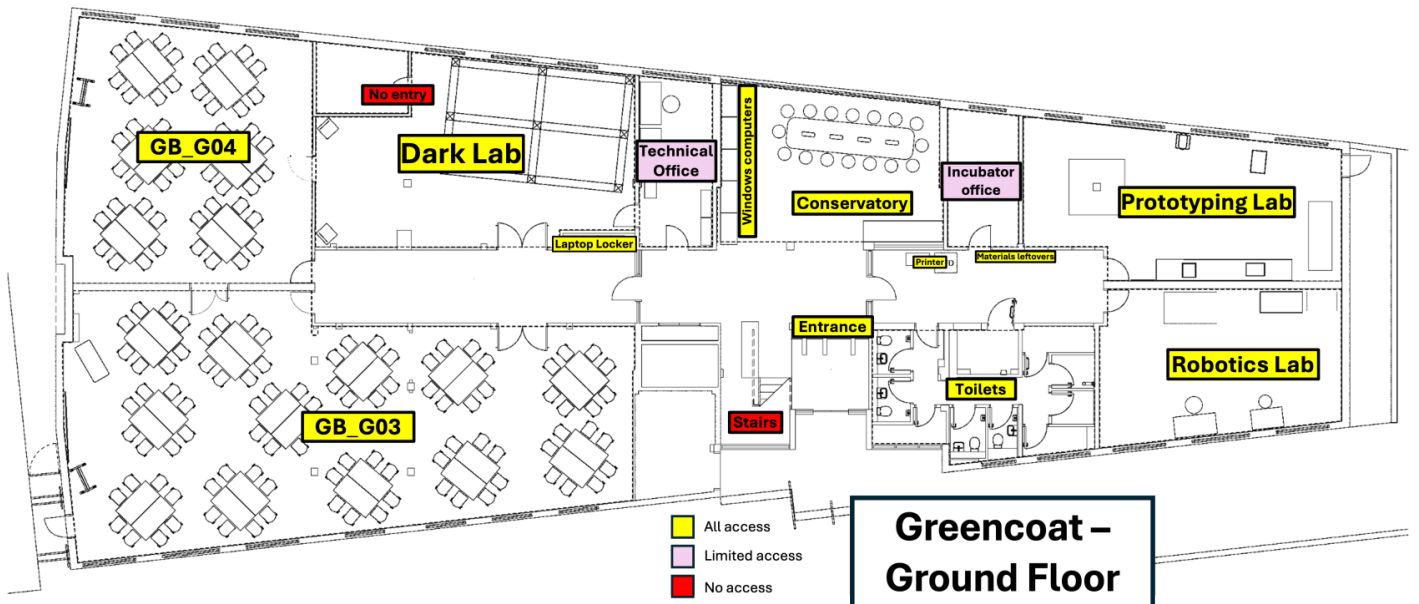 No entry
GB_G04
Dark Lab
Technical
Office
Windows computers
Conservatory
Incubator
office
Prototyping Lab
Laptop Locker
Printer
D
Materials leftovers
Entrance
Robotics Lab
Toilets
GB_G03
Stairs
All access
Limited access
No access
Greencoat –
Ground Floor